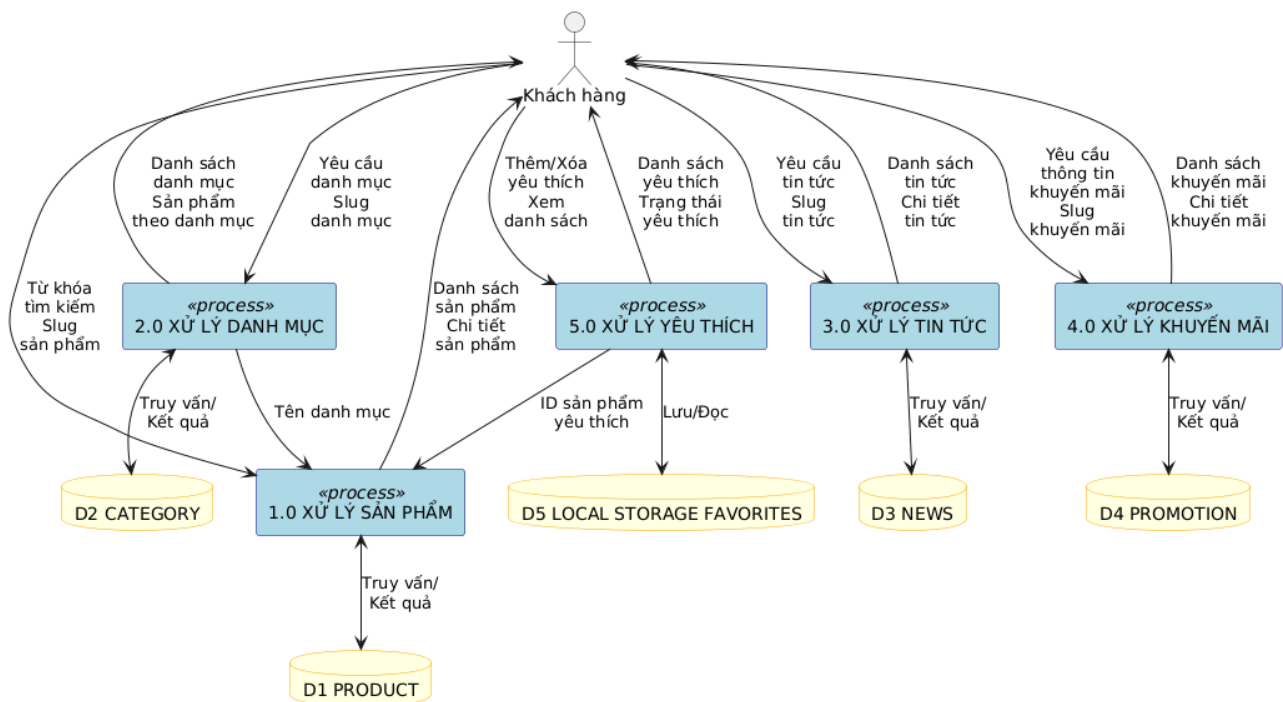 Khách hàng
Danh sách
danh mục
Sản phẩm
theo danh mục
Yêu cầu
danh mục
Slug
danh mục
Thêm/Xóa
yêu thích
Xem
danh sách
Danh sách
yêu thích
Trạng thái
yêu thích
Yêu cầu
tin tức
Slug
tin tức
Danh sách
tin tức
Chi tiết
tin tức
Yêu cầu
thông tin
khuyến mãi
Slug
khuyến mãi
Danh sách
khuyến mãi
Chi tiết
khuyến mãi
Từ khóa
tìm kiếm
Slug
sản phẩm
«process»
2.0 XỬ LÝ DANH MỤC
Danh sách
sản phẩm
Chi tiết
sản phẩm
«process»
5.0 XỬ LÝ YÊU THÍCH
«process»
3.0 XỬ LÝ TIN TỨC
«process»
4.0 XỬ LÝ KHUYẾN MÃI
Truy vấn/
Kết quả
Tên danh mục
ID sản phẩm
yêu thích
Lưu/Đọc
Truy vấn/
Kết quả
Truy vấn/
Kết quả
D2 CATEGORY
«process»
1.0 XỬ LÝ SẢN PHẨM
D5 LOCAL STORAGE FAVORITES
D3 NEWS
D4 PROMOTION
Truy vấn/
Kết quả
D1 PRODUCT